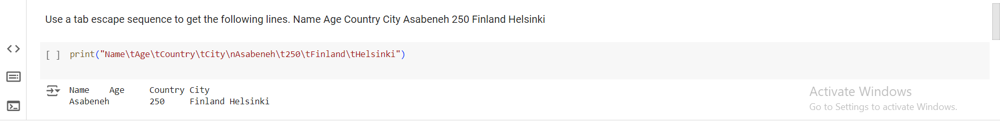 Use a tab escape sequence to get the following lines. Name Age Country City Asabeneh 250 Finland Helsinki
[ ] print("Name\tAge\tCountry\tCity\nAsabeneh\t250\tFinland\tHelsinki")
Name    Age     Country City
Asabeneh        250     Finland Helsinki
Activate Windows
Go to Settings to activate Windows.